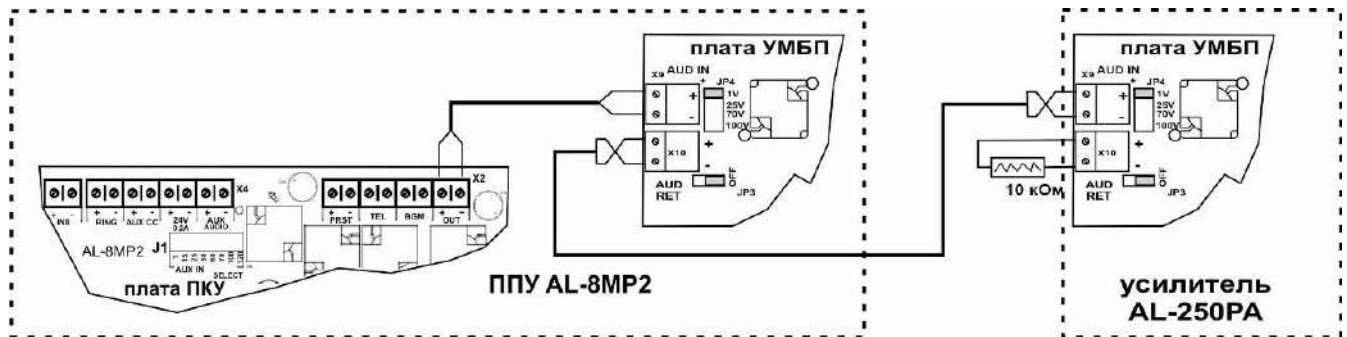 плата УМБП
X9 AUD IN
+ JP4
+ 1V
- 25V
70V
100V
X10 +
-
AUD RET
OFF
JP3
плата УМБП
X9 AUD IN
+ JP4
+ 1V
- 25V
70V
100V
X10 +
-
10 кОм
AUD RET
OFF
JP3
X4
+ - + - + - + - + -
RING AUX CC 24V 0.2A AUX AUDIO
X2
+ - + -
PRST TEL BGM OUT
AL-8MP2 J1
AUX IN SELECT
плата ПКУ
ППУ AL-8MP2
усилитель
AL-250PA